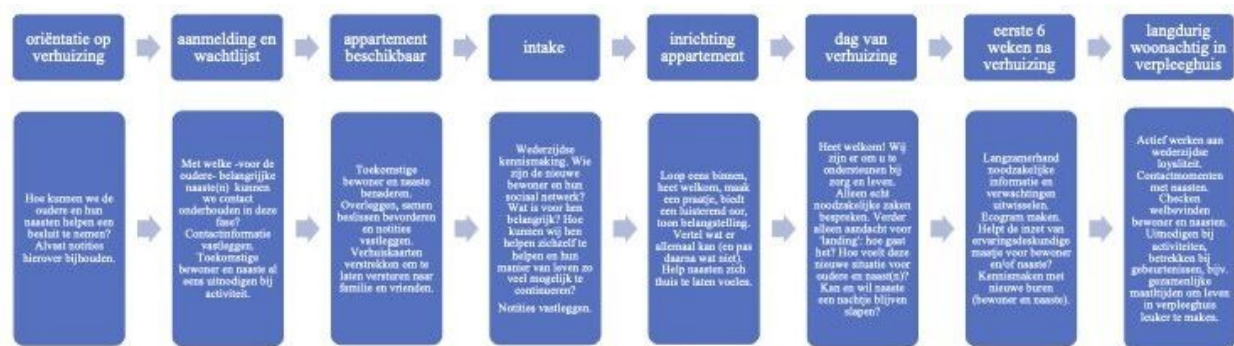 oriëntatie op
verhuizing
aanmelding en
wachtlijst
appartement
beschikbaar
intake
inrichting
appartement
dag van
verhuizing
eerste 6
weken na
verhuizing
langdurig
woonachtig in
verpleeghuis
Hoe kunnen we de
oudere en hun
naasten helpen een
besluit te nemen?
Alvast notities
hierover bijhouden.
Met welke -voor de
oudere- belangrijke
naaste(n) kunnen
we contact
onderhouden in deze
fase?
Contactinformatie
vastleggen.
Toekomstige
bewoner en naaste al
eens uitnodigen bij
activiteit.
Toekomstige
bewoner en naaste
benaderen.
Overleggen, samen
beslissen bevorderen
en notities
vastleggen.
Verhuiskaarten
verstrekken om te
laten versturen naar
familie en vrienden.
Wederzijdse
kennismaking. Wie
zijn de nieuwe
bewoner en hun
sociaal netwerk?
Wat is voor hen
belangrijk? Hoe
kunnen wij hen
helpen zichzelf te
helpen en hun
manier van leven zo
veel mogelijk te
continueren?
Notities vastleggen.
Loop eens binnen,
heet welkom, maak
een praatje, biedt
een luisterend oor,
toon belangstelling.
Vertel wat er
allemaal kan (en pas
daarna wat niet).
Help naasten zich
thuis te laten voelen.
Heet welkom! Wij
zijn er om u te
ondersteunen bij
zorg en leven.
Alleen echt
noodzakelijke zaken
bespreken. Verder
alleen aandacht voor
'landing': hoe gaat
het? Hoe voelt deze
nieuwe situatie voor
oudere en naast(n)?
Kan en wil naaste
een nachtje blijven
slapen?
Langzamerhand
noodzakelijke
informatie en
verwachtingen
uitwisselen.
Ecogram maken.
Helpt de inzet van
ervaringsdeskundige
maatje voor bewoner
en/of naaste?
Kennismaken met
nieuwe buren
(bewoner en naaste).
Actief werken aan
wederzijdse
loyaliteit.
Contactmomenten
met naasten.
Checken
welbevinden bewoner
en naasten.
Uitnodigen bij
activiteiten,
betrekken bij
gebeurtenissen, bijv.
gezamenlijke
maaltijden om leven
in verpleeghuis
leuker te maken.